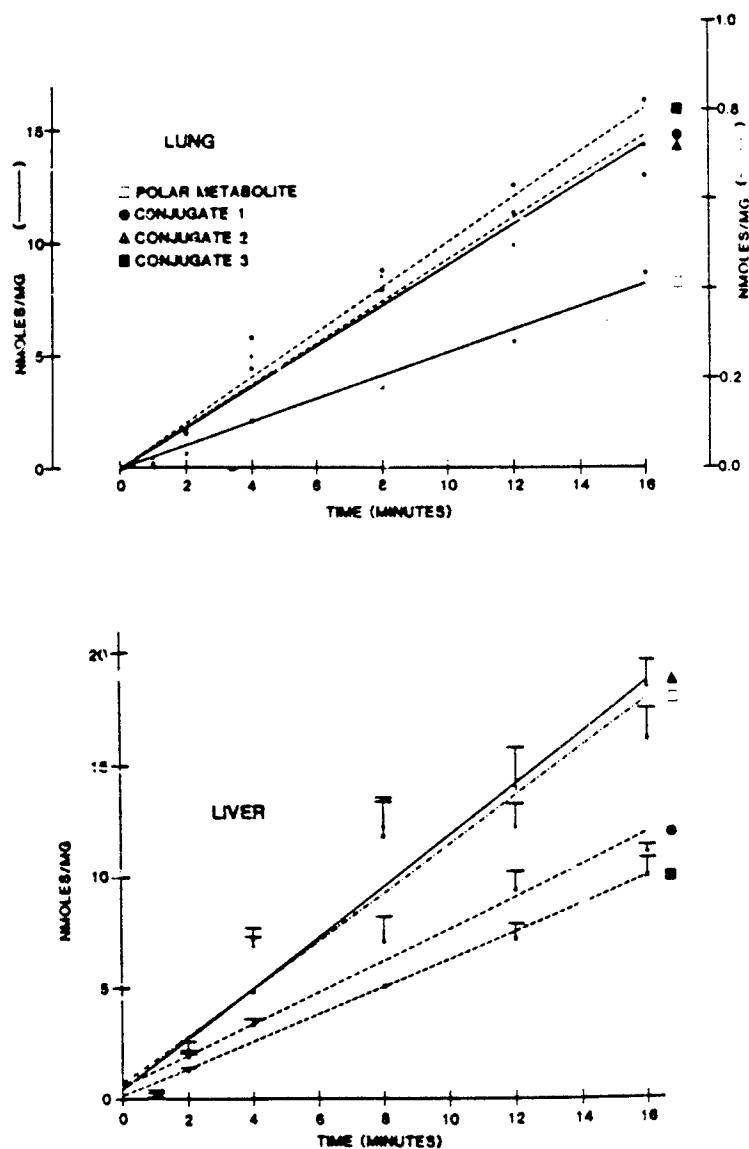 1.0
15
LUNG
0.8
NMOLES/MG (——)
NMOLES/MG (- —)
□ POLAR METABOLITE
● CONJUGATE 1
▲ CONJUGATE 2
■ CONJUGATE 3
10
5
0.2
0
0.0
0 2 4 6 8 10 12 14 16
TIME (MINUTES)
20
15
LIVER
NMOLES/MG
10
5
0
0 2 4 6 8 10 12 14 16
TIME (MINUTES)